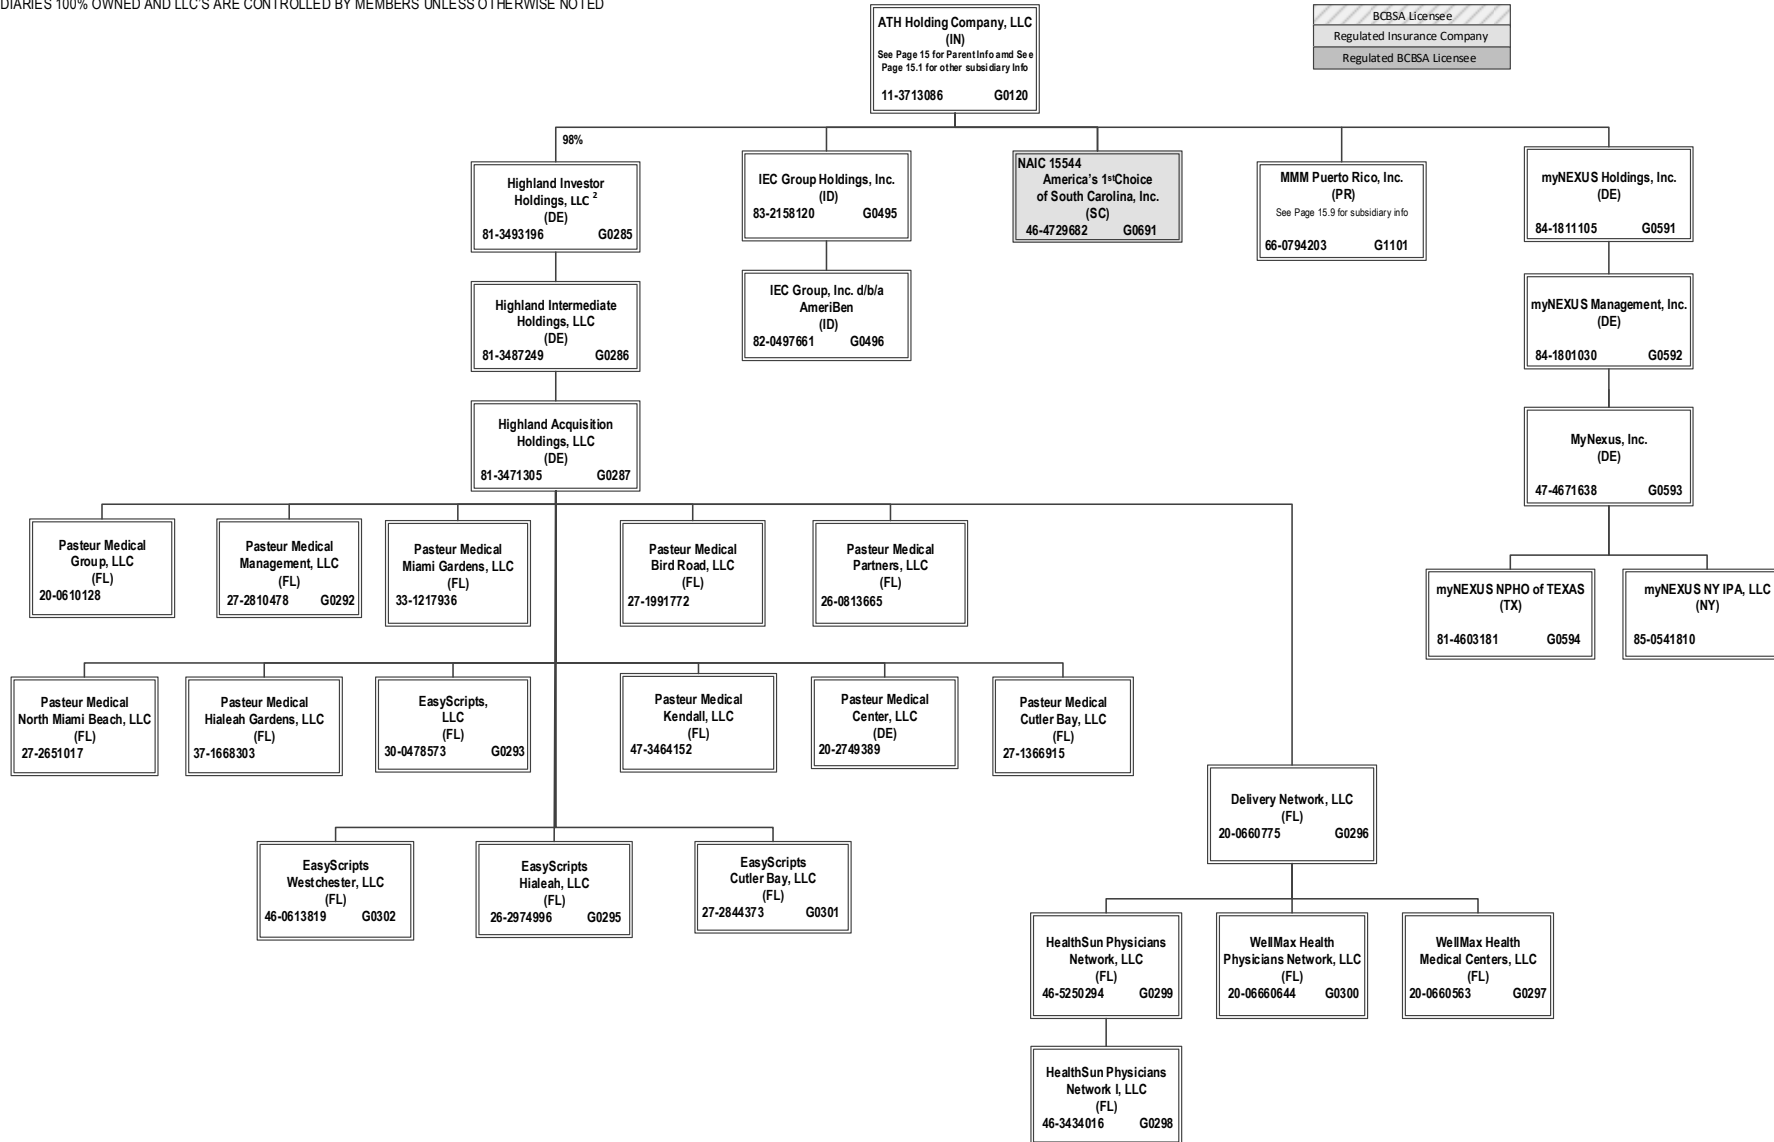 DIARIES 100% OWNED AND LLC'S ARE CONTROLLED BY MEMBERS UNLESS OTHERWISE NOTED
ATH Holding Company, LLC
(IN)
See Page 15 for Parent Info amd See
Page 15.1 for other subsidiary Info
11-3713086 G0120
BCBSA Licensee
Regulated Insurance Company
Regulated BCBSA Licensee
98%
Highland Investor
Holdings, LLC 2
(DE)
81-3493196 G0285
IEC Group Holdings, Inc.
(ID)
83-2158120 G0495
NAIC 15544
America's 1st Choice
of South Carolina, Inc.
(SC)
46-4729682 G0691
MMM Puerto Rico, Inc.
(PR)
See Page 15.9 for subsidiary info
66-0794203 G1101
myNEXUS Holdings, Inc.
(DE)
84-1811105 G0591
Highland Intermediate
Holdings, LLC
(DE)
81-3487249 G0286
IEC Group, Inc. d/b/a
AmeriBen
(ID)
82-0497661 G0496
myNEXUS Management, Inc.
(DE)
84-1801030 G0592
Highland Acquisition
Holdings, LLC
(DE)
81-3471305 G0287
MyNexus, Inc.
(DE)
47-4671638 G0593
Pasteur Medical
Group, LLC
(FL)
20-0610128
Pasteur Medical
Management, LLC
(FL)
27-2810478 G0292
Pasteur Medical
Miami Gardens, LLC
(FL)
33-1217936
Pasteur Medical
Bird Road, LLC
(FL)
27-1991772
Pasteur Medical
Partners, LLC
(FL)
26-0813665
myNEXUS NPHO of TEXAS
(TX)
81-4603181 G0594
myNEXUS NY IPA, LLC
(NY)
85-0541810
Pasteur Medical
North Miami Beach, LLC
(FL)
27-2651017
Pasteur Medical
Hialeah Gardens, LLC
(FL)
37-1668303
EasyScripts,
LLC
(FL)
30-0478573 G0293
Pasteur Medical
Kendall, LLC
(FL)
47-3464152
Pasteur Medical
Center, LLC
(DE)
20-2749389
Pasteur Medical
Cutler Bay, LLC
(FL)
27-1366915
Delivery Network, LLC
(FL)
20-0660775 G0296
EasyScripts
Westchester, LLC
(FL)
46-0613819 G0302
EasyScripts
Hialeah, LLC
(FL)
26-2974996 G0295
EasyScripts
Cutler Bay, LLC
(FL)
27-2844373 G0301
HealthSun Physicians
Network, LLC
(FL)
46-5250294 G0299
WellMax Health
Physicians Network, LLC
(FL)
20-06660644 G0300
WellMax Health
Medical Centers, LLC
(FL)
20-0660563 G0297
HealthSun Physicians
Network I, LLC
(FL)
46-3434016 G0298